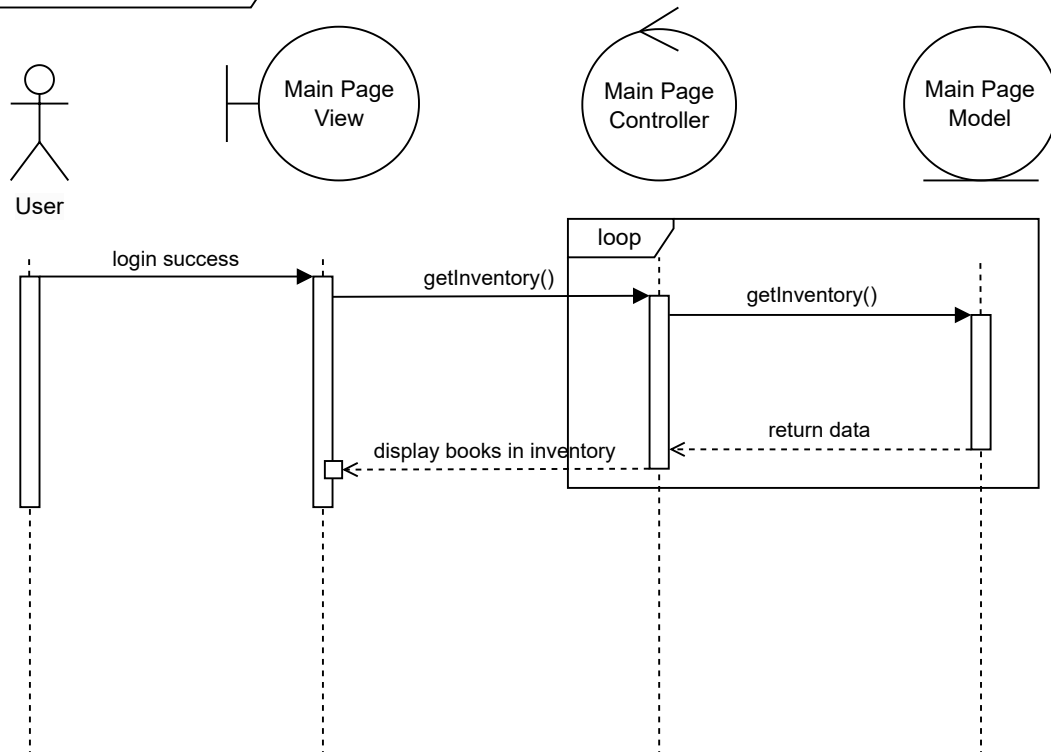 Main Page
View
Main Page
Controller
Main Page
Model
User
loop
login success
getInventory()
getInventory()
return data
display books in inventory